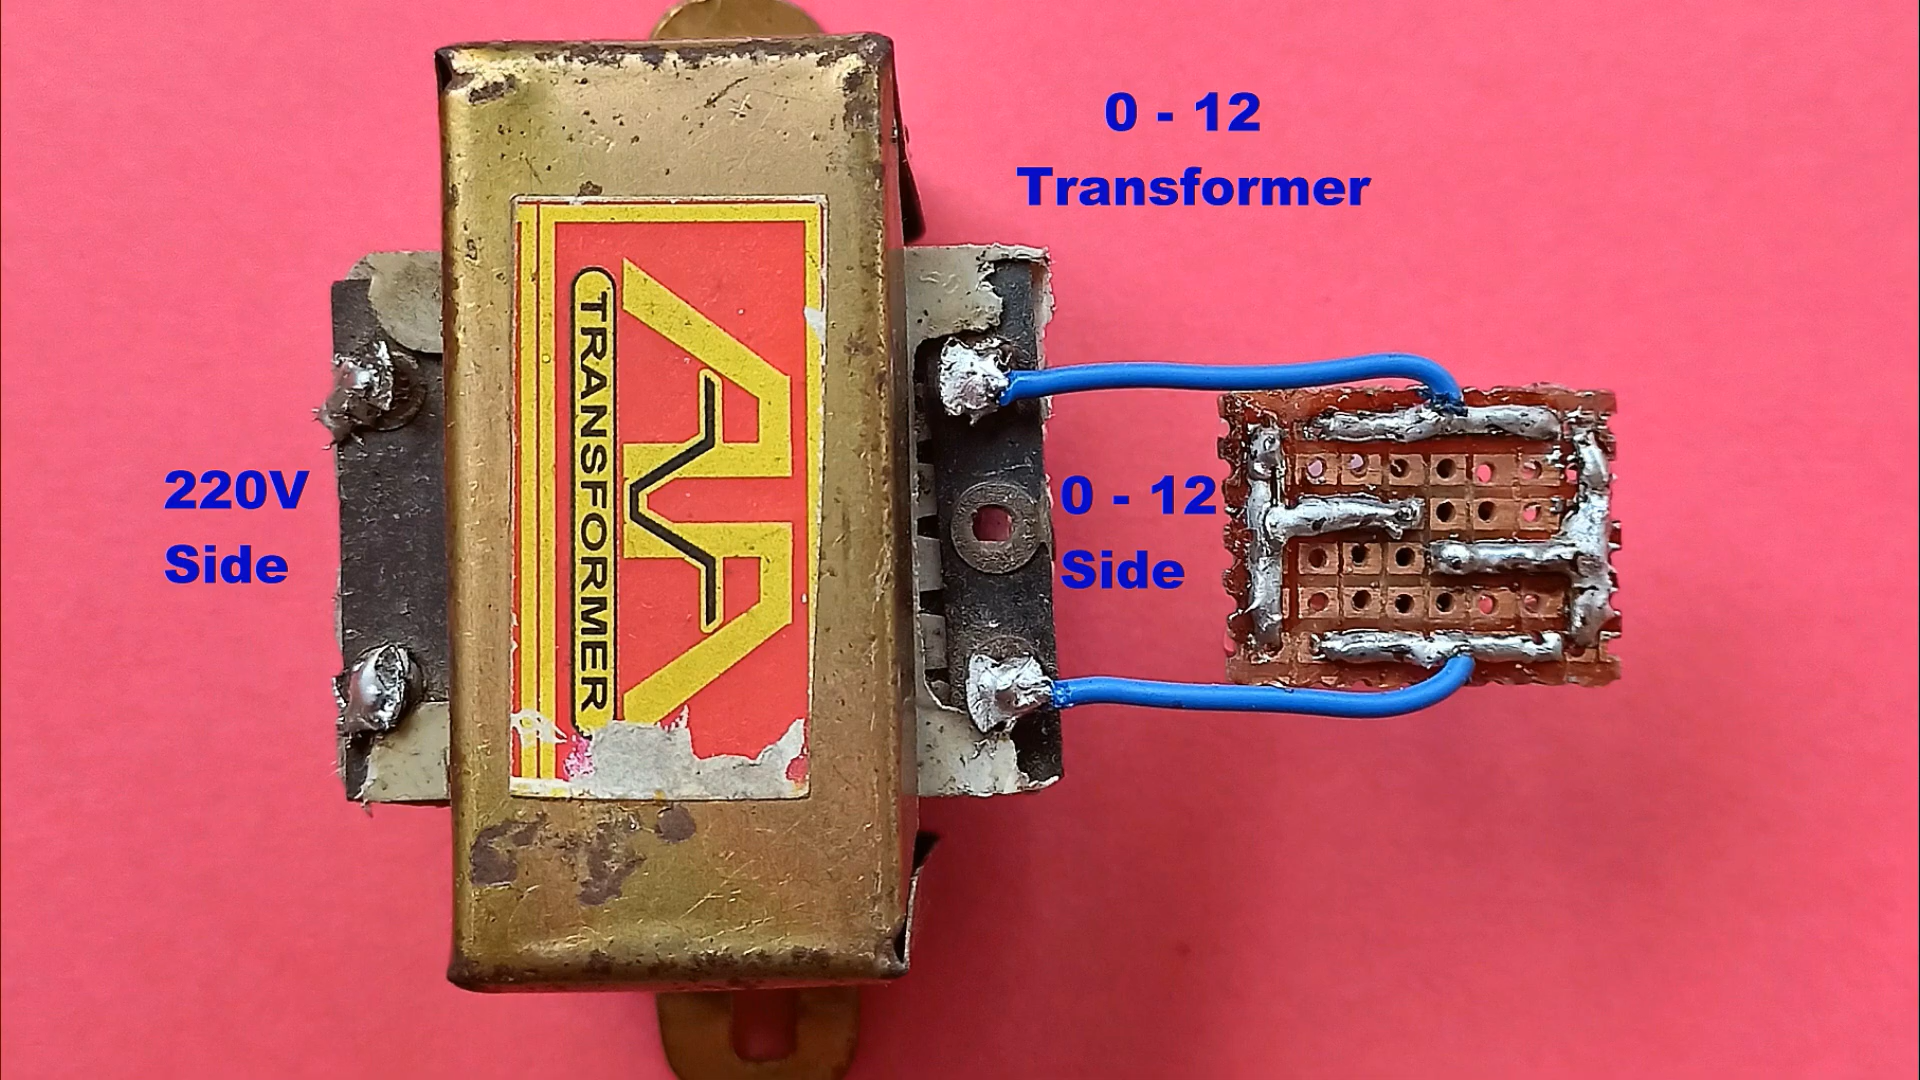 0 - 12
Transformer
220V
Side
TRANSFORMER
0 - 12
Side